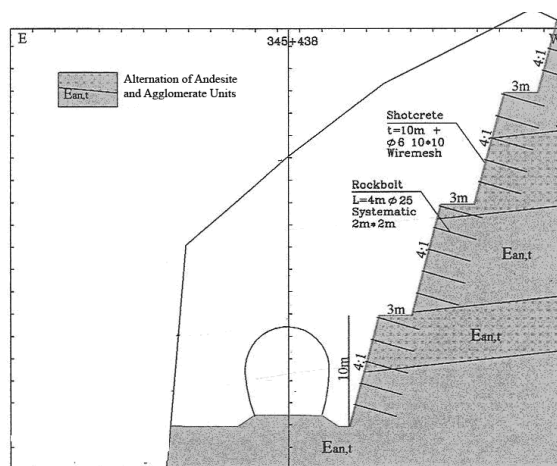 E
345+438
W
Ean,t
Alternation of Andesite
and Agglomerate Units
4:1
3m
4:1
Shotcrete
t=10m +
ϕ6 10*10
Wiremesh
Rockbolt
L=4m ϕ25
Systematic
2m*2m
3m
Ean,t
4:1
3m
Ean,t
10m
4:1
Ean,t